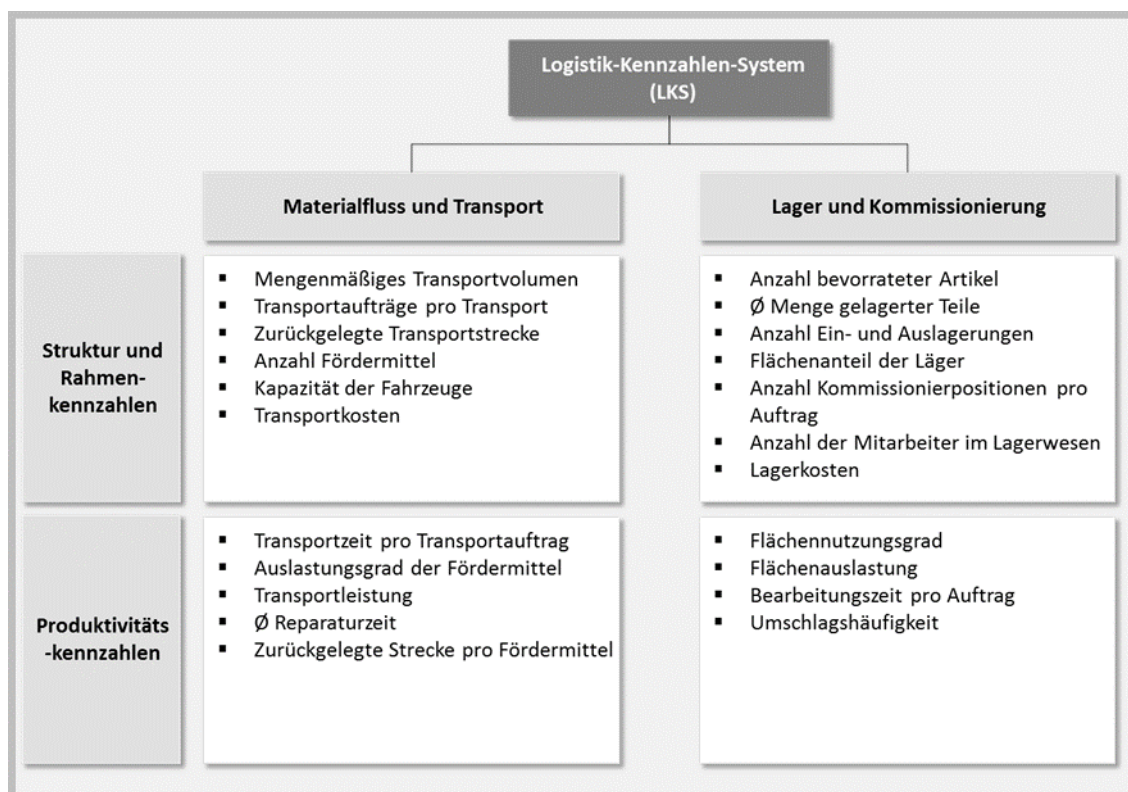 Logistik-Kennzahlen-System
(LKS)
Materialfluss und Transport
Lager und Kommissionierung
Struktur und
Rahmen-
kennzahlen
▪ Mengenmäßiges Transportvolumen
▪ Transportaufträge pro Transport
▪ Zurückgelegte Transportstrecke
▪ Anzahl Fördermittel
▪ Kapazität der Fahrzeuge
▪ Transportkosten
▪ Anzahl bevorrateter Artikel
▪ Ø Menge gelagerter Teile
▪ Anzahl Ein- und Auslagerungen
▪ Flächenanteil der Läger
▪ Anzahl Kommissionierpositionen pro
Auftrag
▪ Anzahl der Mitarbeiter im Lagerwesen
▪ Lagerkosten
Produktivitäts
-kennzahlen
▪ Transportzeit pro Transportauftrag
▪ Auslastungsgrad der Fördermittel
▪ Transportleistung
▪ Ø Reparaturzeit
▪ Zurückgelegte Strecke pro Fördermittel
▪ Flächennutzungsgrad
▪ Flächenauslastung
▪ Bearbeitungszeit pro Auftrag
▪ Umschlagshäufigkeit